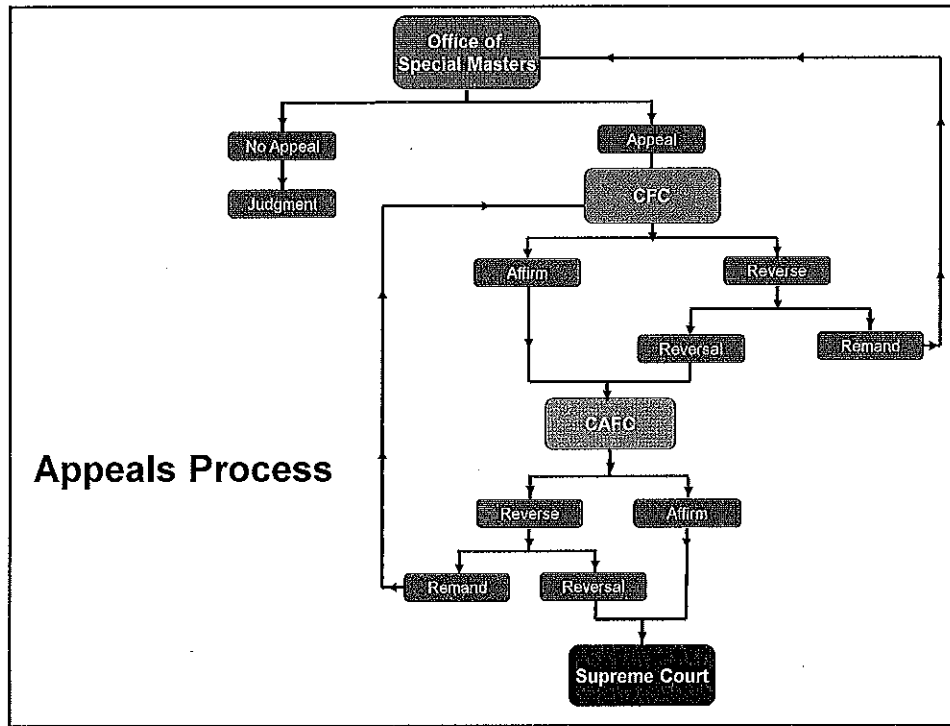 Office of
Special Masters
No Appeal
Appeal
Judgment
CFC
Affirm
Reverse
Reversal
Remand
CAFC
Appeals Process
Reverse
Affirm
Remand
Reversal
Supreme Court